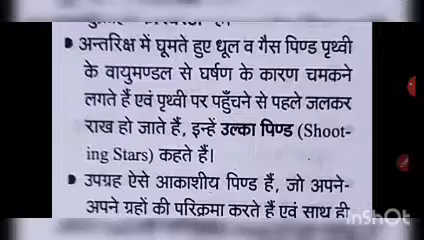 अन्तरिक्ष में घूमते हुए धूल व गैस पिण्ड पृथ्वी
के वायुमण्डल से घर्षण के कारण चमकने
लगते हैं एवं पृथ्वी पर पहुँचने से पहले जलकर
राख हो जाते हैं, इन्हें उल्का पिण्ड (Shoot-
ing Stars) कहते हैं।
उपग्रह ऐसे आकाशीय पिण्ड हैं, जो अपने-
अपने ग्रहों की परिक्रमा करते हैं एवं साथ ही
InShOt